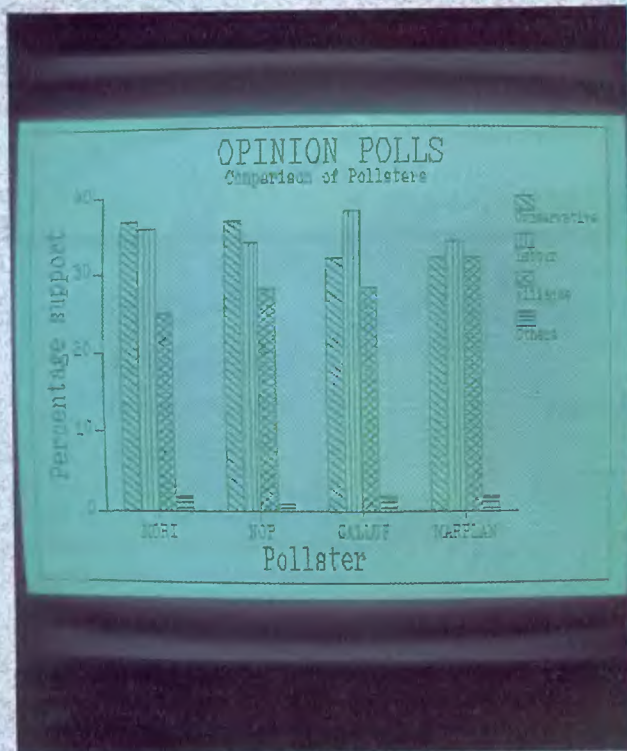 OPINION POLLS
Comparison of Pollsters
Percentage support
40
30
20
10
0
Conservative
Labour
Alliance
Others
MORI
NOP
GALLUP
MARPLAN
Pollster